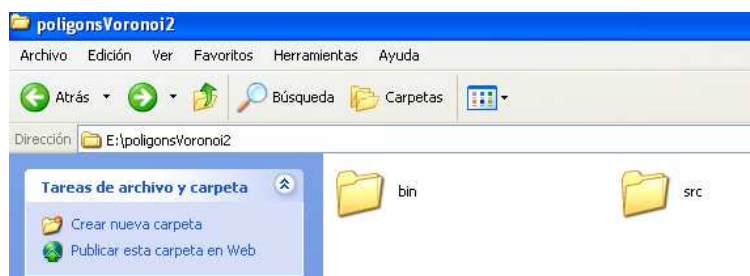 poligonsVoronoi2
Archivo Edición Ver Favoritos Herramientas Ayuda
Atrás Búsqueda Carpetas
Dirección E:\poligonsVoronoi2
Tareas de archivo y carpeta
bin
src
Crear nueva carpeta
Publicar esta carpeta en Web